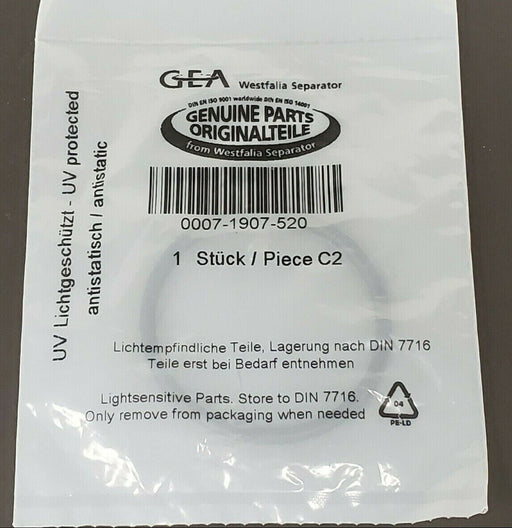 GEA Westfalia Separator
DIN EN ISO 9001 worldwide DIN EN ISO 14001
GENUINE PARTS
ORIGINALTEILE
from Westfalia Separator
0007-1907-520
1 Stück / Piece C2
UV Lichtgeschützt - UV protected
antistatisch / antistatic
Lichtempfindliche Teile, Lagerung nach DIN 7716
Teile erst bei Bedarf entnehmen
Lightsensitive Parts. Store to DIN 7716.
Only remove from packaging when needed
04
PE-LD